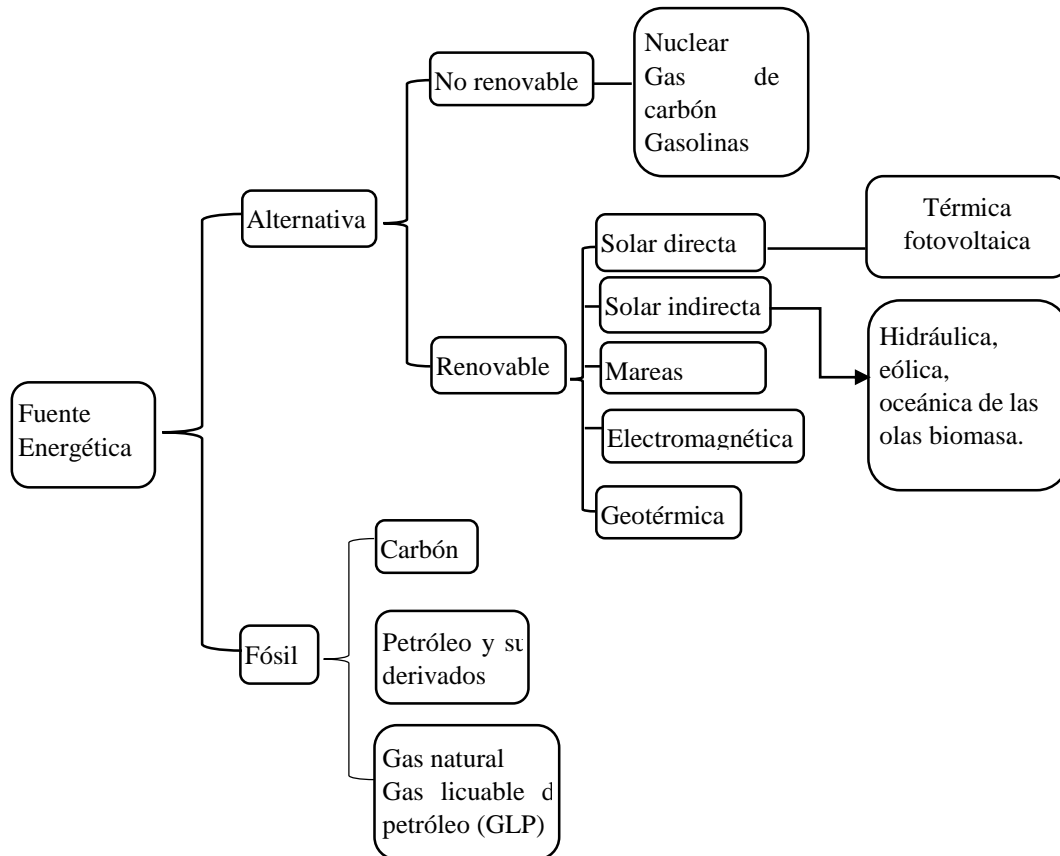 Fuente
Energética
Alternativa
No renovable
Nuclear
Gas de
carbón
Gasolinas
Renovable
Solar directa
Térmica
fotovoltaica
Solar indirecta
Hidráulica,
eólica,
oceánica de las
olas biomasa.
Mareas
Electromagnética
Geotérmica
Fósil
Carbón
Petróleo y su
derivados
Gas natural
Gas licuable d
petróleo (GLP)